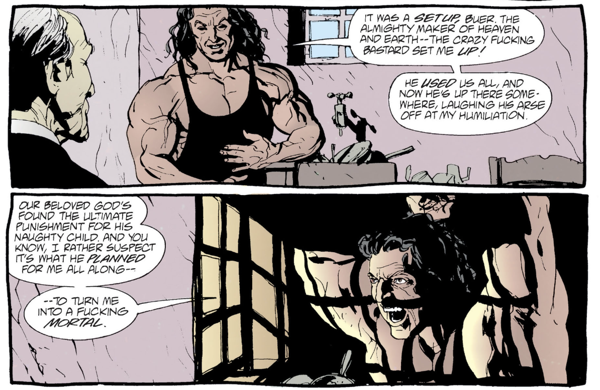 IT WAS A SETUP, BUER. THE
ALMIGHTY MAKER OF HEAVEN
AND EARTH--THE CRAZY FUCKING
BASTARD SET ME UP!
HE USED US ALL, AND
NOW HE'S UP THERE SOME-
WHERE, LAUGHING HIS ARSE
OFF AT MY HUMILIATION.
OUR BELOVED GOD'S
FOUND THE ULTIMATE
PUNISHMENT FOR HIS
NAUGHTY CHILD. AND YOU
KNOW, I RATHER SUSPECT
IT'S WHAT HE PLANNED
FOR ME ALL ALONG--
--TO TURN ME
INTO A FUCKING
MORTAL.